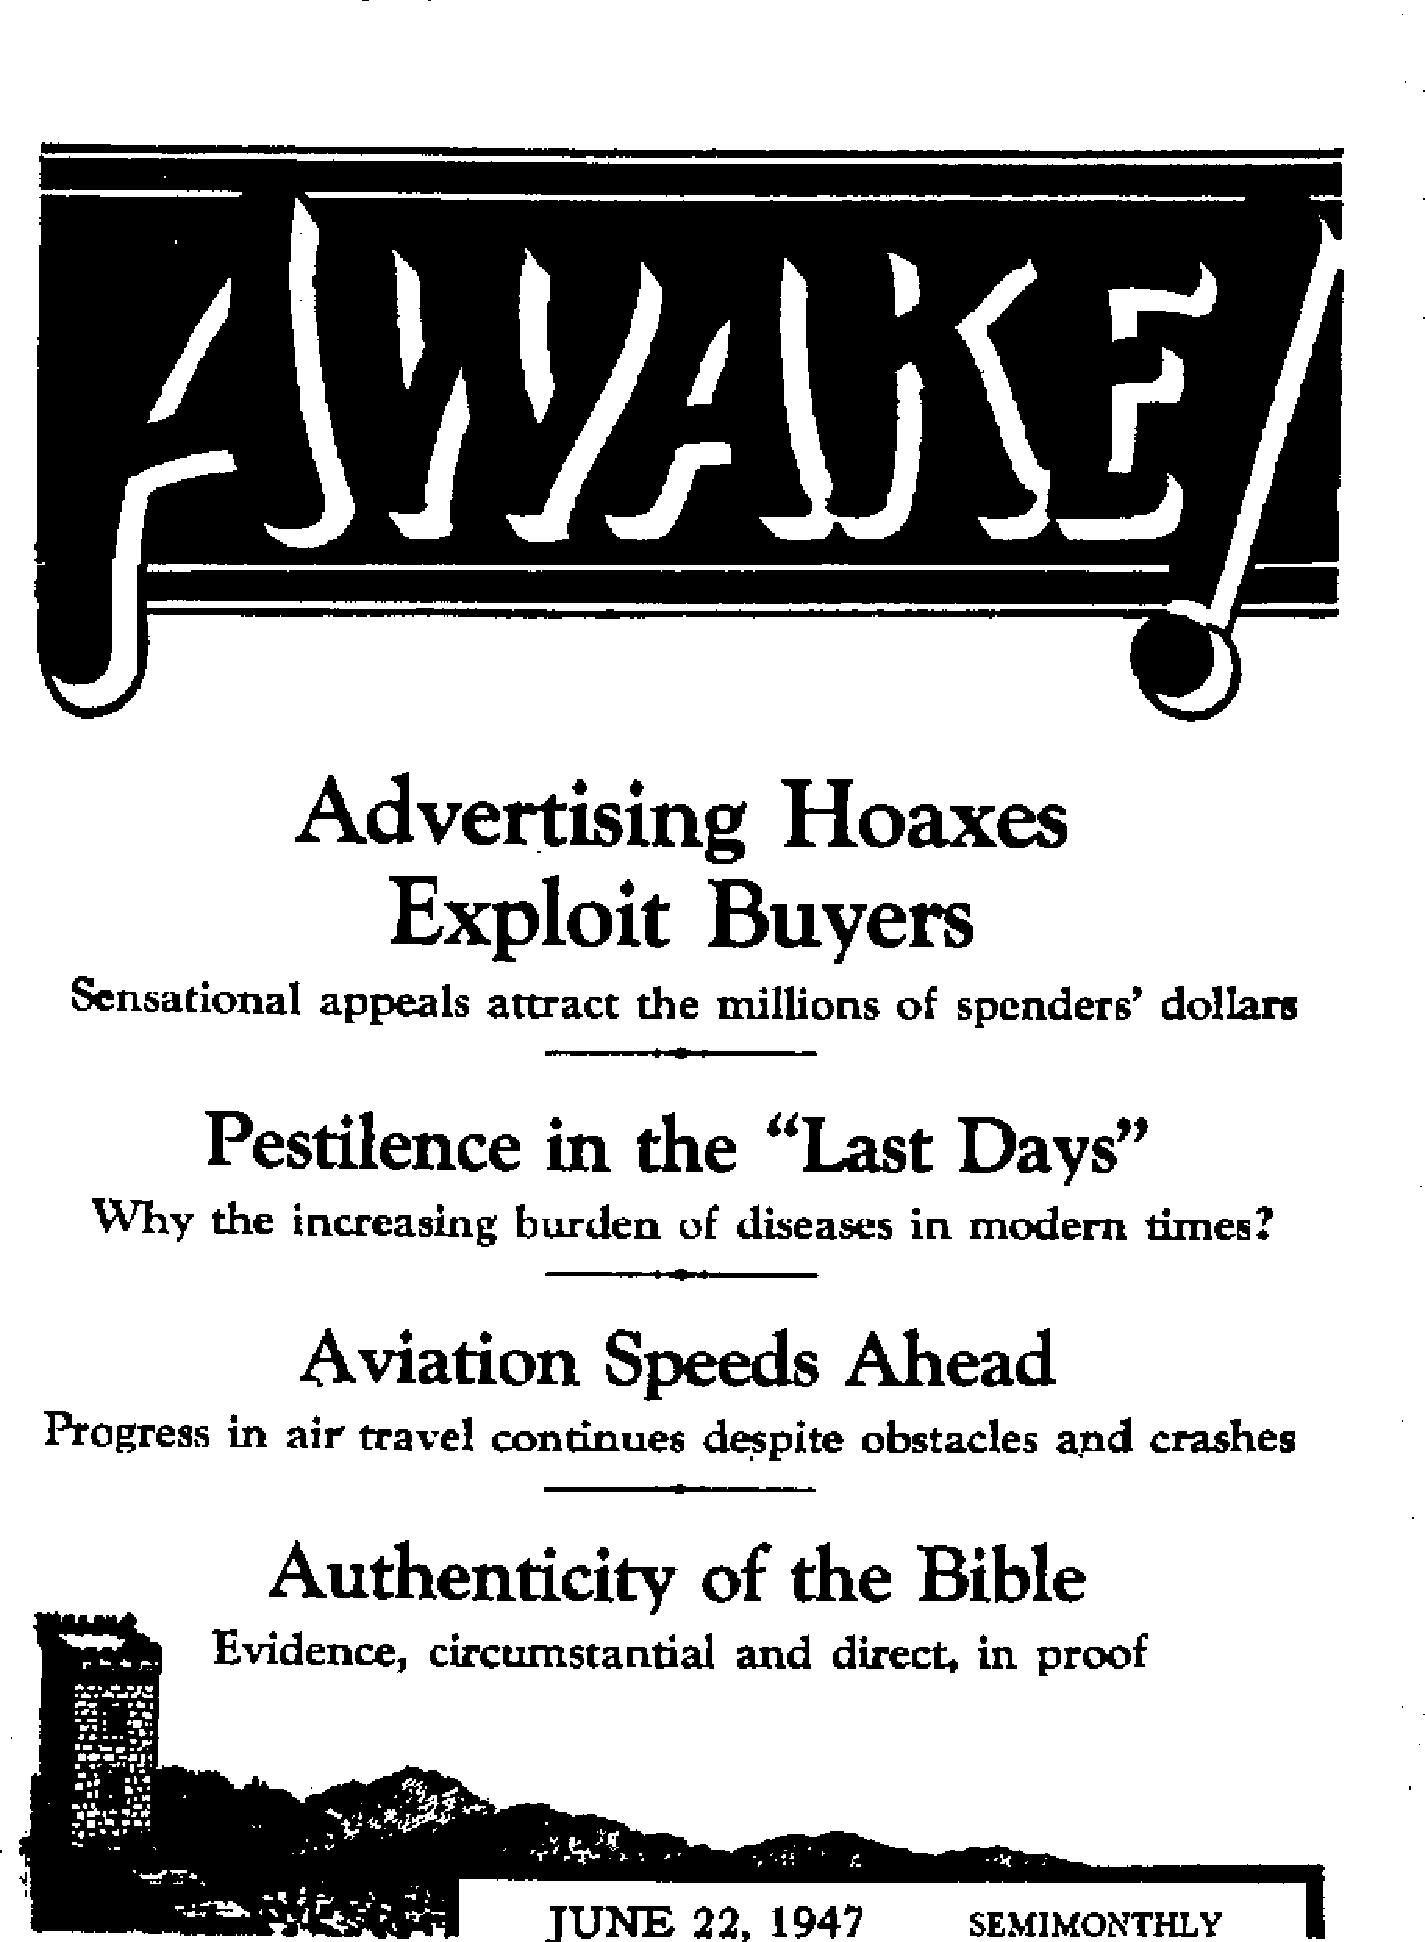 AWAKE!
Advertising Hoaxes
Exploit Buyers
Sensational appeals attract the millions of spenders' dollars
Pestilence in the "Last Days"
Why the increasing burden of diseases in modern times?
Aviation Speeds Ahead
Progress in air travel continues despite obstacles and crashes
Authenticity of the Bible
Evidence, circumstantial and direct, in proof
JUNE 22, 1947 SEMIMONTHLY